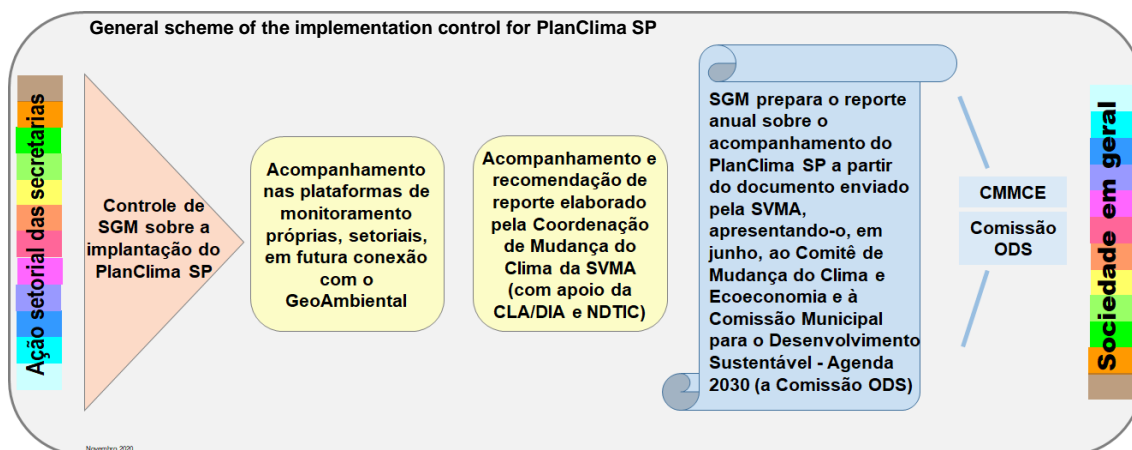 General scheme of the implementation control for PlanClima SP
Ação setorial das secretarias
Controle de
SGM sobre a
implantação do
PlanClima SP
Acompanhamento
nas plataformas de
monitoramento
próprias, setoriais,
em futura conexão
com o
GeoAmbiental
Acompanhamento e
recomendação de
reporte elaborado
pela Coordenação
de Mudança do
Clima da SVMA
(com apoio da
CLA/DIA e NDTIC)
SGM prepara o reporte
anual sobre o
acompanhamento do
PlanClima SP a partir
do documento enviado
pela SVMA,
apresentando-o, em
junho, ao Comitê de
Mudança do Clima e
Ecoeconomia e à
Comissão Municipal
para o Desenvolvimento
Sustentável - Agenda
2030 (a Comissão ODS)
CMMCE
Comissão
ODS
Sociedade em geral
Novembro 2020